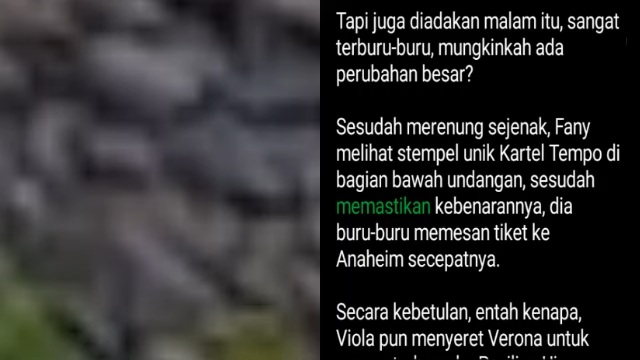 Tapi juga diadakan malam itu, sangat
terburu-buru, mungkinkah ada
perubahan besar?
Sesudah merenung sejenak, Fany
melihat stempel unik Kartel Tempo di
bagian bawah undangan, sesudah
memastikan kebenarannya, dia
buru-buru memesan tiket ke
Anaheim secepatnya.
Secara kebetulan, entah kenapa,
Viola pun menyeret Verona untuk